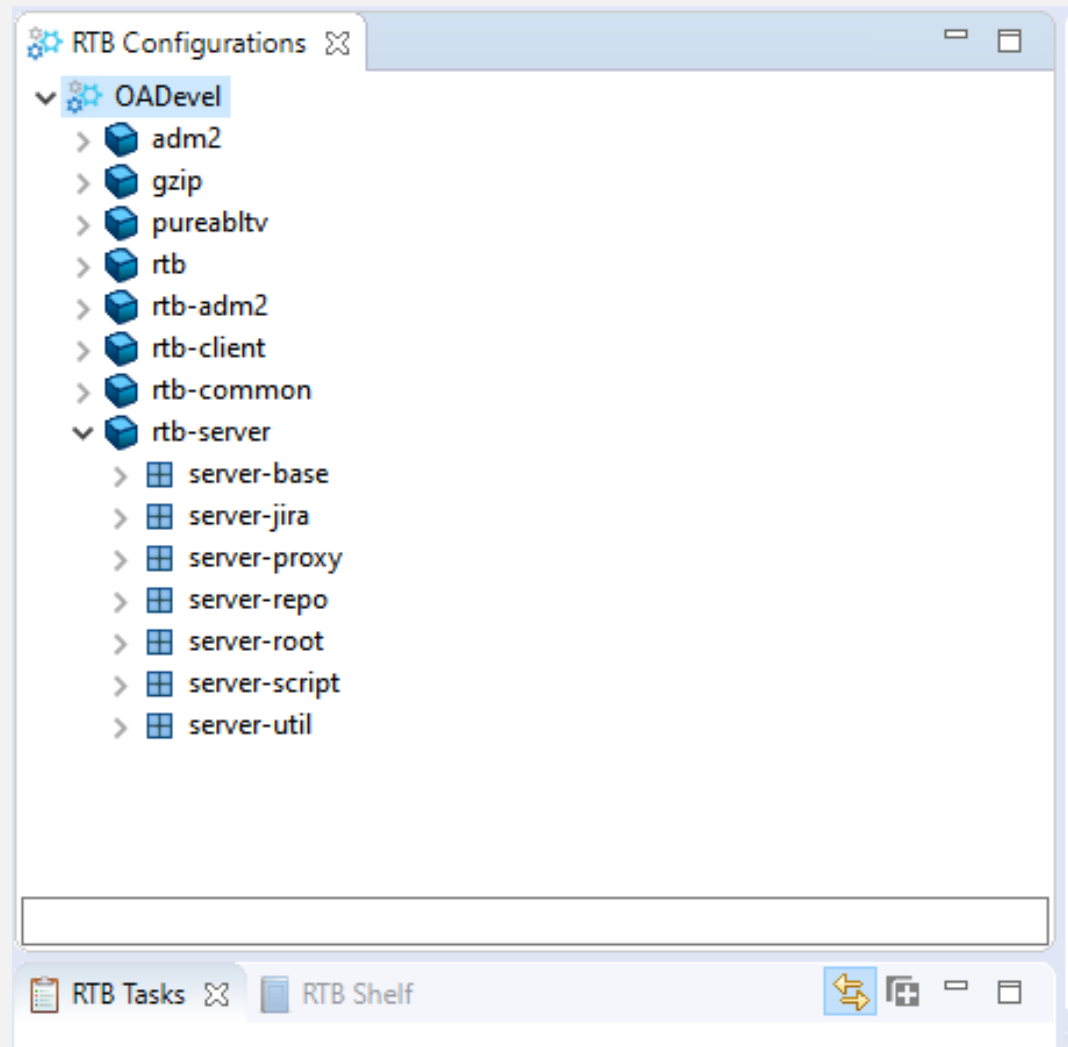 RTB Configurations
OADevel
adm2
gzip
pureabltv
rtb
rtb-adm2
rtb-client
rtb-common
rtb-server
server-base
server-jira
server-proxy
server-repo
server-root
server-script
server-util
RTB Tasks RTB Shelf